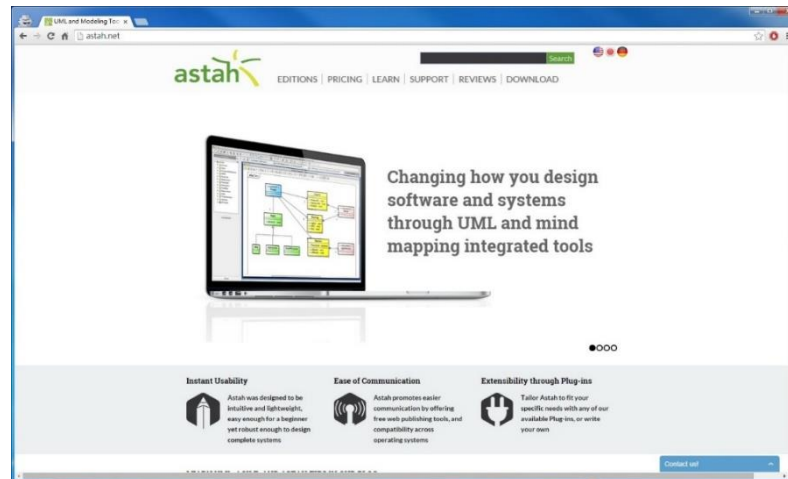 UML and Modeling Too
astah.net
Search
astah
EDITIONS | PRICING | LEARN | SUPPORT | REVIEWS | DOWNLOAD
Changing how you design
software and systems
through UML and mind
mapping integrated tools
Instant Usability
Astah was designed to be
intuitive and lightweight,
easy enough for a beginner
yet robust enough to design
complete systems
Ease of Communication
Astah promotes easier
communication by offering
free web publishing tools, and
compatibility across
operating systems
Extensibility through Plug-ins
Tailor Astah to fit your
specific needs with any of our
available Plug-ins, or write
your own
Contact us!